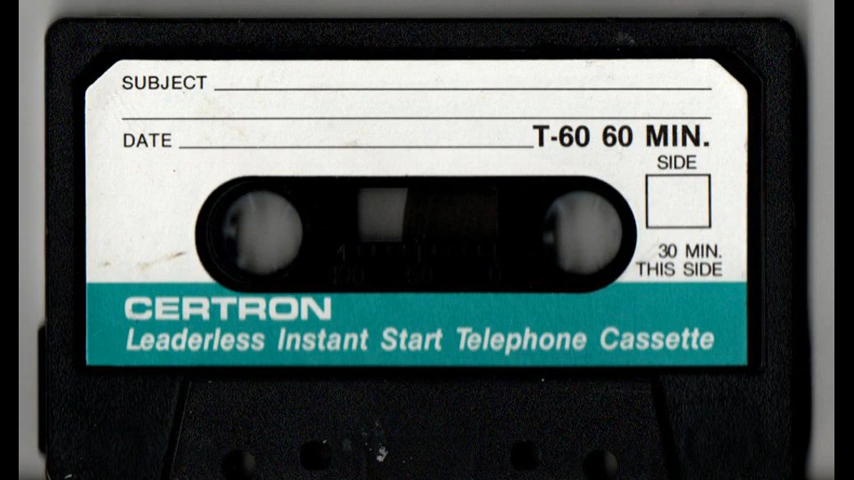 SUBJECT
DATE T-60 60 MIN.
SIDE
30 MIN.
THIS SIDE
CERTRON
Leaderless Instant Start Telephone Cassette